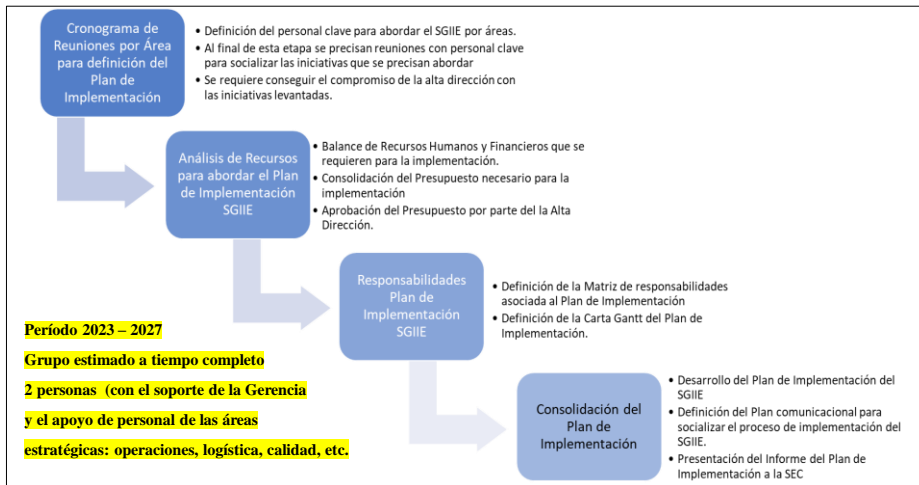 Cronograma de
Reuniones por Área
para definición del
Plan de
Implementación
• Definición del personal clave para abordar el SGIIE por áreas.
• Al final de esta etapa se precisan reuniones con personal clave
para socializar las iniciativas que se precisan abordar
• Se requiere conseguir el compromiso de la alta dirección con
las iniciativas levantadas.
Análisis de Recursos
para abordar el Plan
de Implementación
SGIIE
• Balance de Recursos Humanos y Financieros que se
requieren para la implementación.
• Consolidación del Presupuesto necesario para la
implementación
• Aprobación del Presupuesto por parte del la Alta
Dirección.
Responsabilidades
Plan de
Implementación
SGIIE
• Definición de la Matriz de responsabilidades
asociada al Plan de Implementación
• Definición de la Carta Gantt del Plan de
Implementación.
Período 2023 – 2027
Grupo estimado a tiempo completo
2 personas (con el soporte de la Gerencia
y el apoyo de personal de las áreas
estratégicas: operaciones, logística, calidad, etc.
Consolidación del
Plan de
Implementación
• Desarrollo del Plan de Implementación del
SGIIE
• Definición del Plan comunicacional para
socializar el proceso de implementación del
SGIIE.
• Presentación del Informe del Plan de
Implementación a la SEC